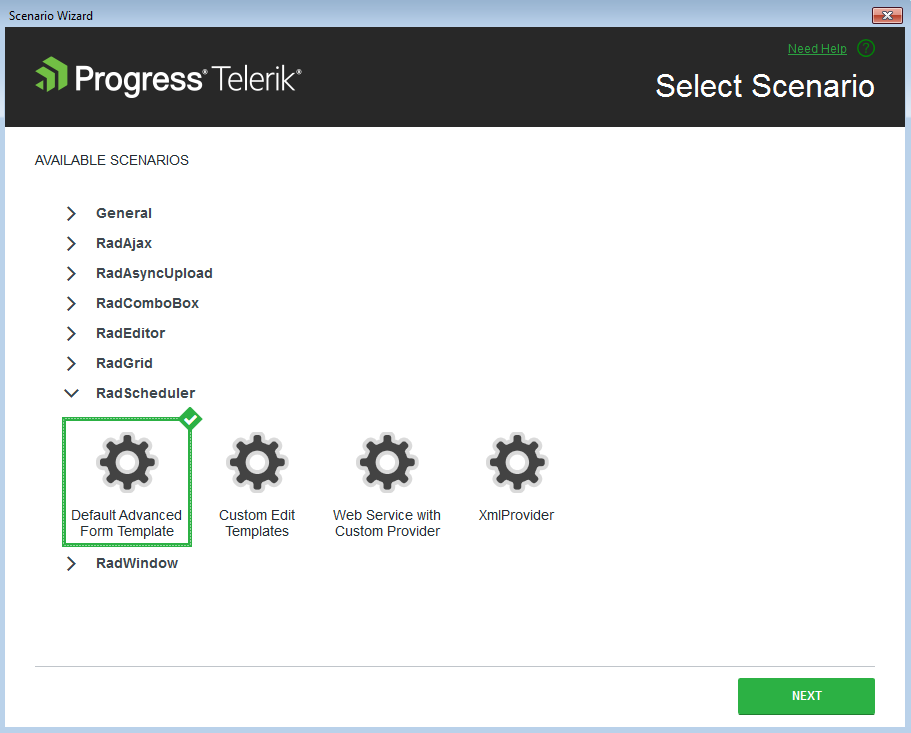 Scenario Wizard
Need Help ?
Progress® Telerik®
Select Scenario
AVAILABLE SCENARIOS
General
RadAjax
RadAsyncUpload
RadComboBox
RadEditor
RadGrid
RadScheduler
Default Advanced
Form Template
Custom Edit
Templates
Web Service with
Custom Provider
XmlProvider
RadWindow
NEXT